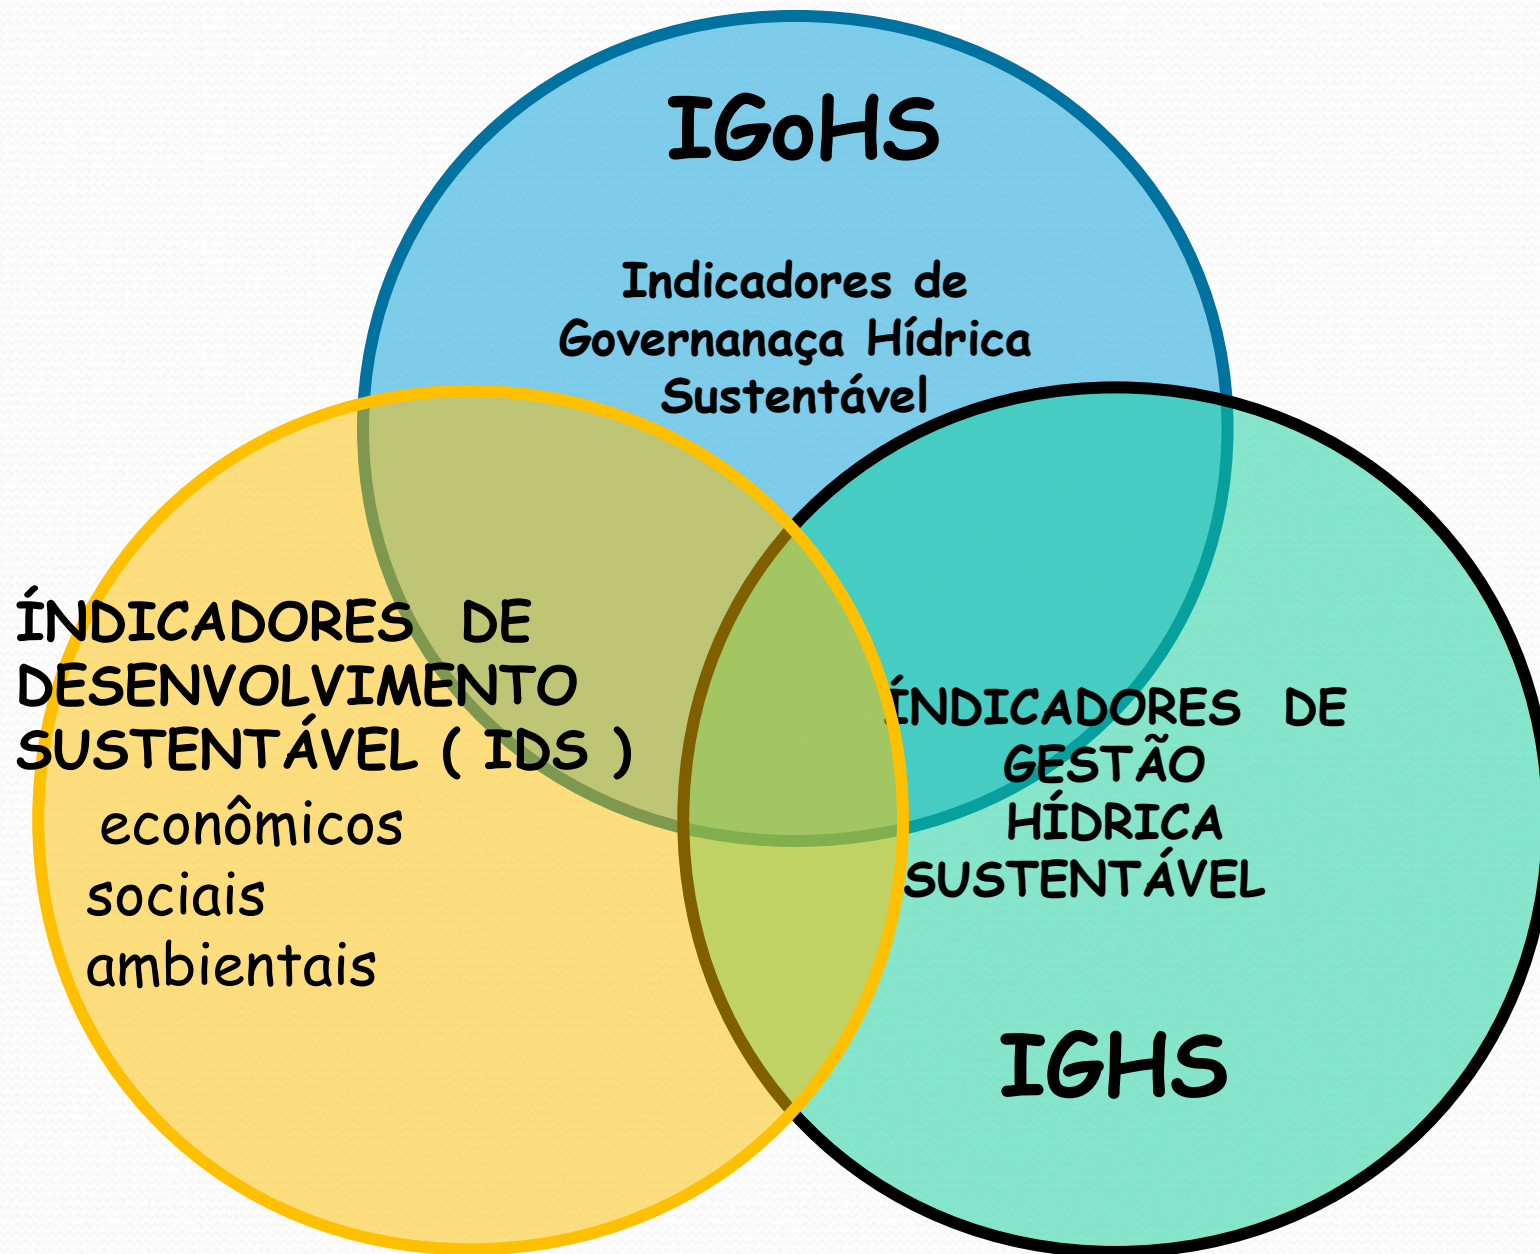 IGoHS
Indicadores de
Governanaça Hídrica
Sustentável
ÍNDICADORES DE
DESENVOLVIMENTO
SUSTENTÁVEL ( IDS )
econômicos
sociais
ambientais
ÍNDICADORES DE
GESTÃO
HÍDRICA
SUSTENTÁVEL
IGHS